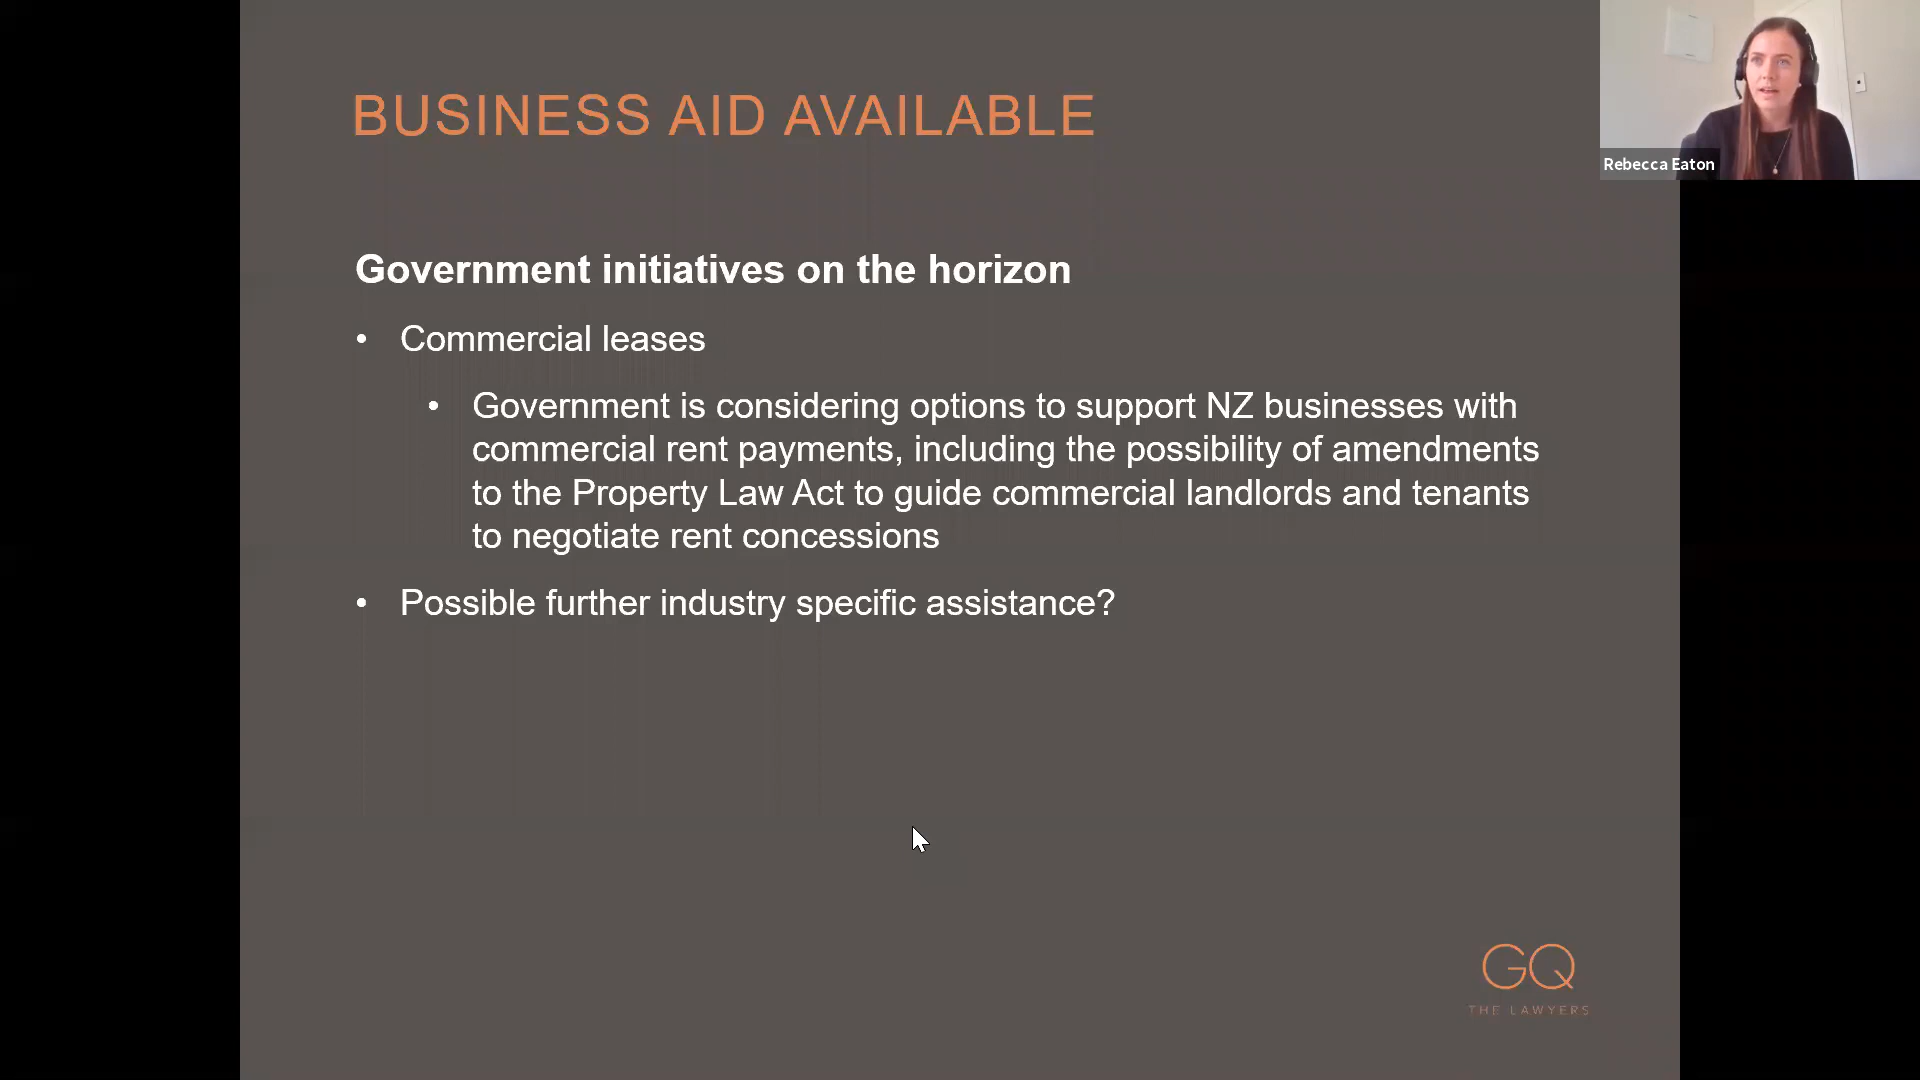 BUSINESS AID AVAILABLE
Rebecca Eaton
Government initiatives on the horizon
• Commercial leases
• Government is considering options to support NZ businesses with
commercial rent payments, including the possibility of amendments
to the Property Law Act to guide commercial landlords and tenants
to negotiate rent concessions
• Possible further industry specific assistance?
GQ
THE LAWYERS